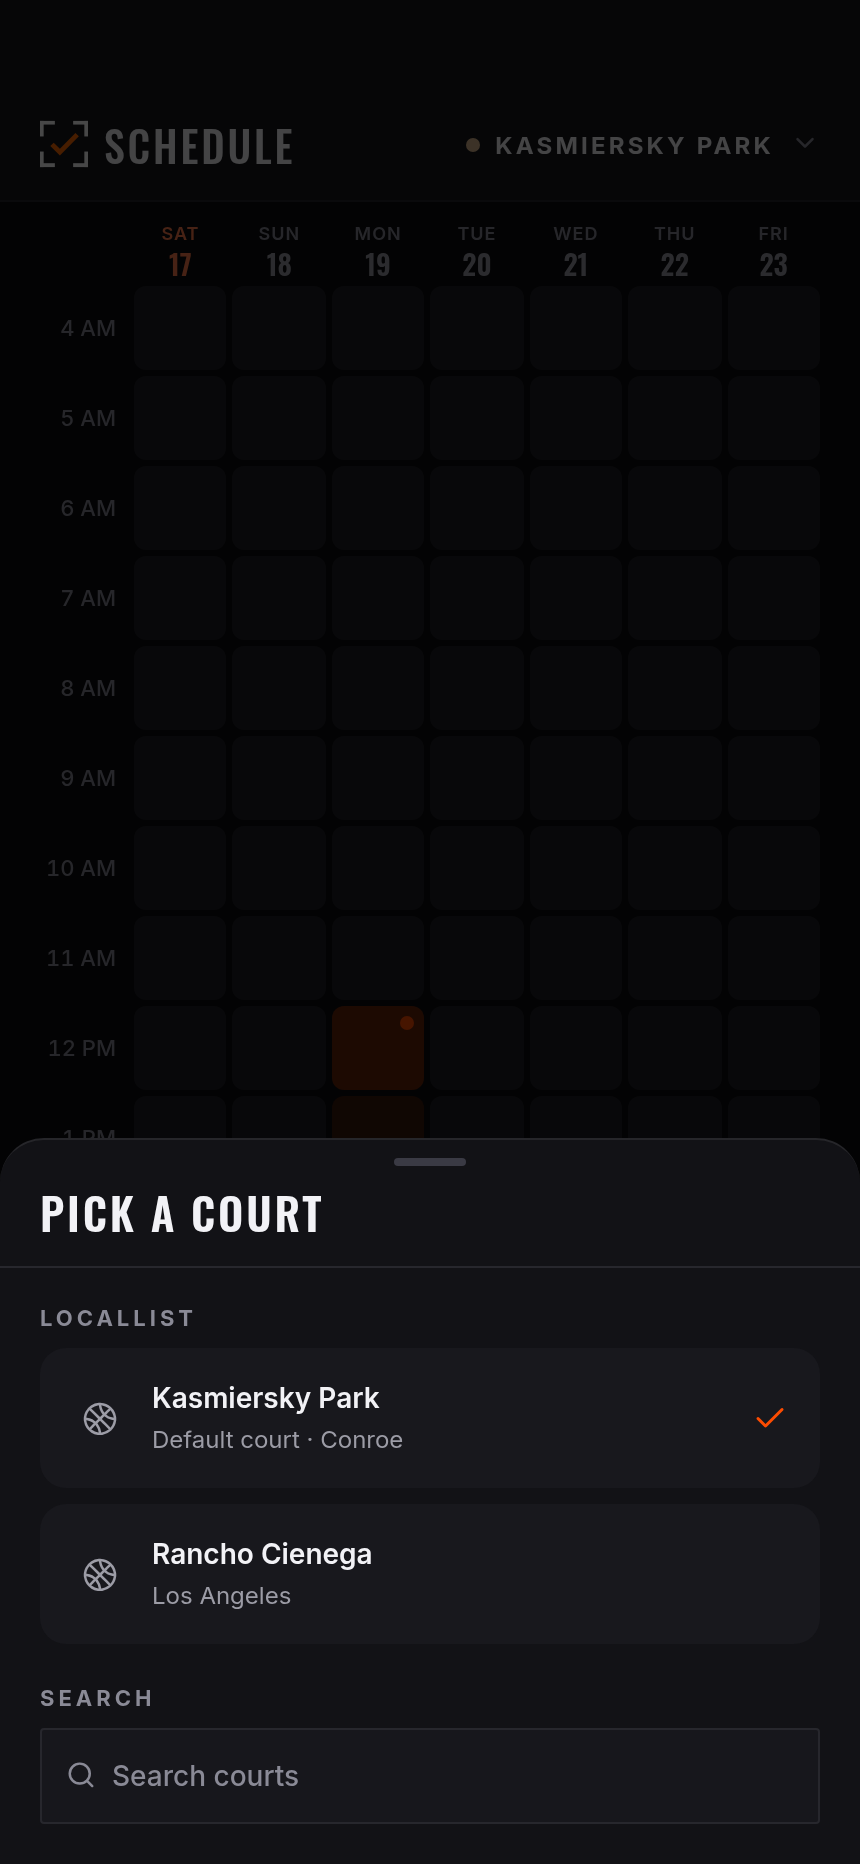 SCHEDULE
KASMIERSKY PARK
SAT SUN MON TUE WED THU FRI
17 18 19 20 21 22 23
4 AM
5 AM
6 AM
7 AM
8 AM
9 AM
10 AM
11 AM
12 PM
1 PM
PICK A COURT
LOCALLIST
Kasmiersky Park
Default court · Conroe
Rancho Cienega
Los Angeles
SEARCH
Search courts